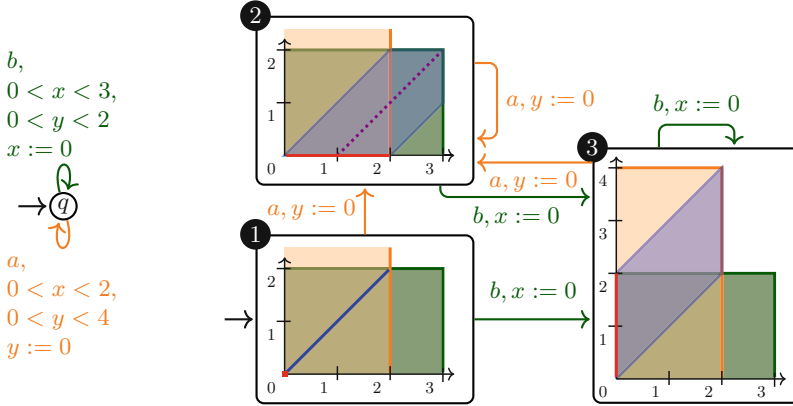 b,
0 < x < 3,
0 < y < 2
x := 0
q
a,
0 < x < 2,
0 < y < 4
y := 0
2
2
1
0
1
2
3
a, y := 0
a, y := 0
b, x := 0
1
2
1
0
1
2
3
b, x := 0
b, x := 0
a, y := 0
3
4
3
2
1
0
1
2
3